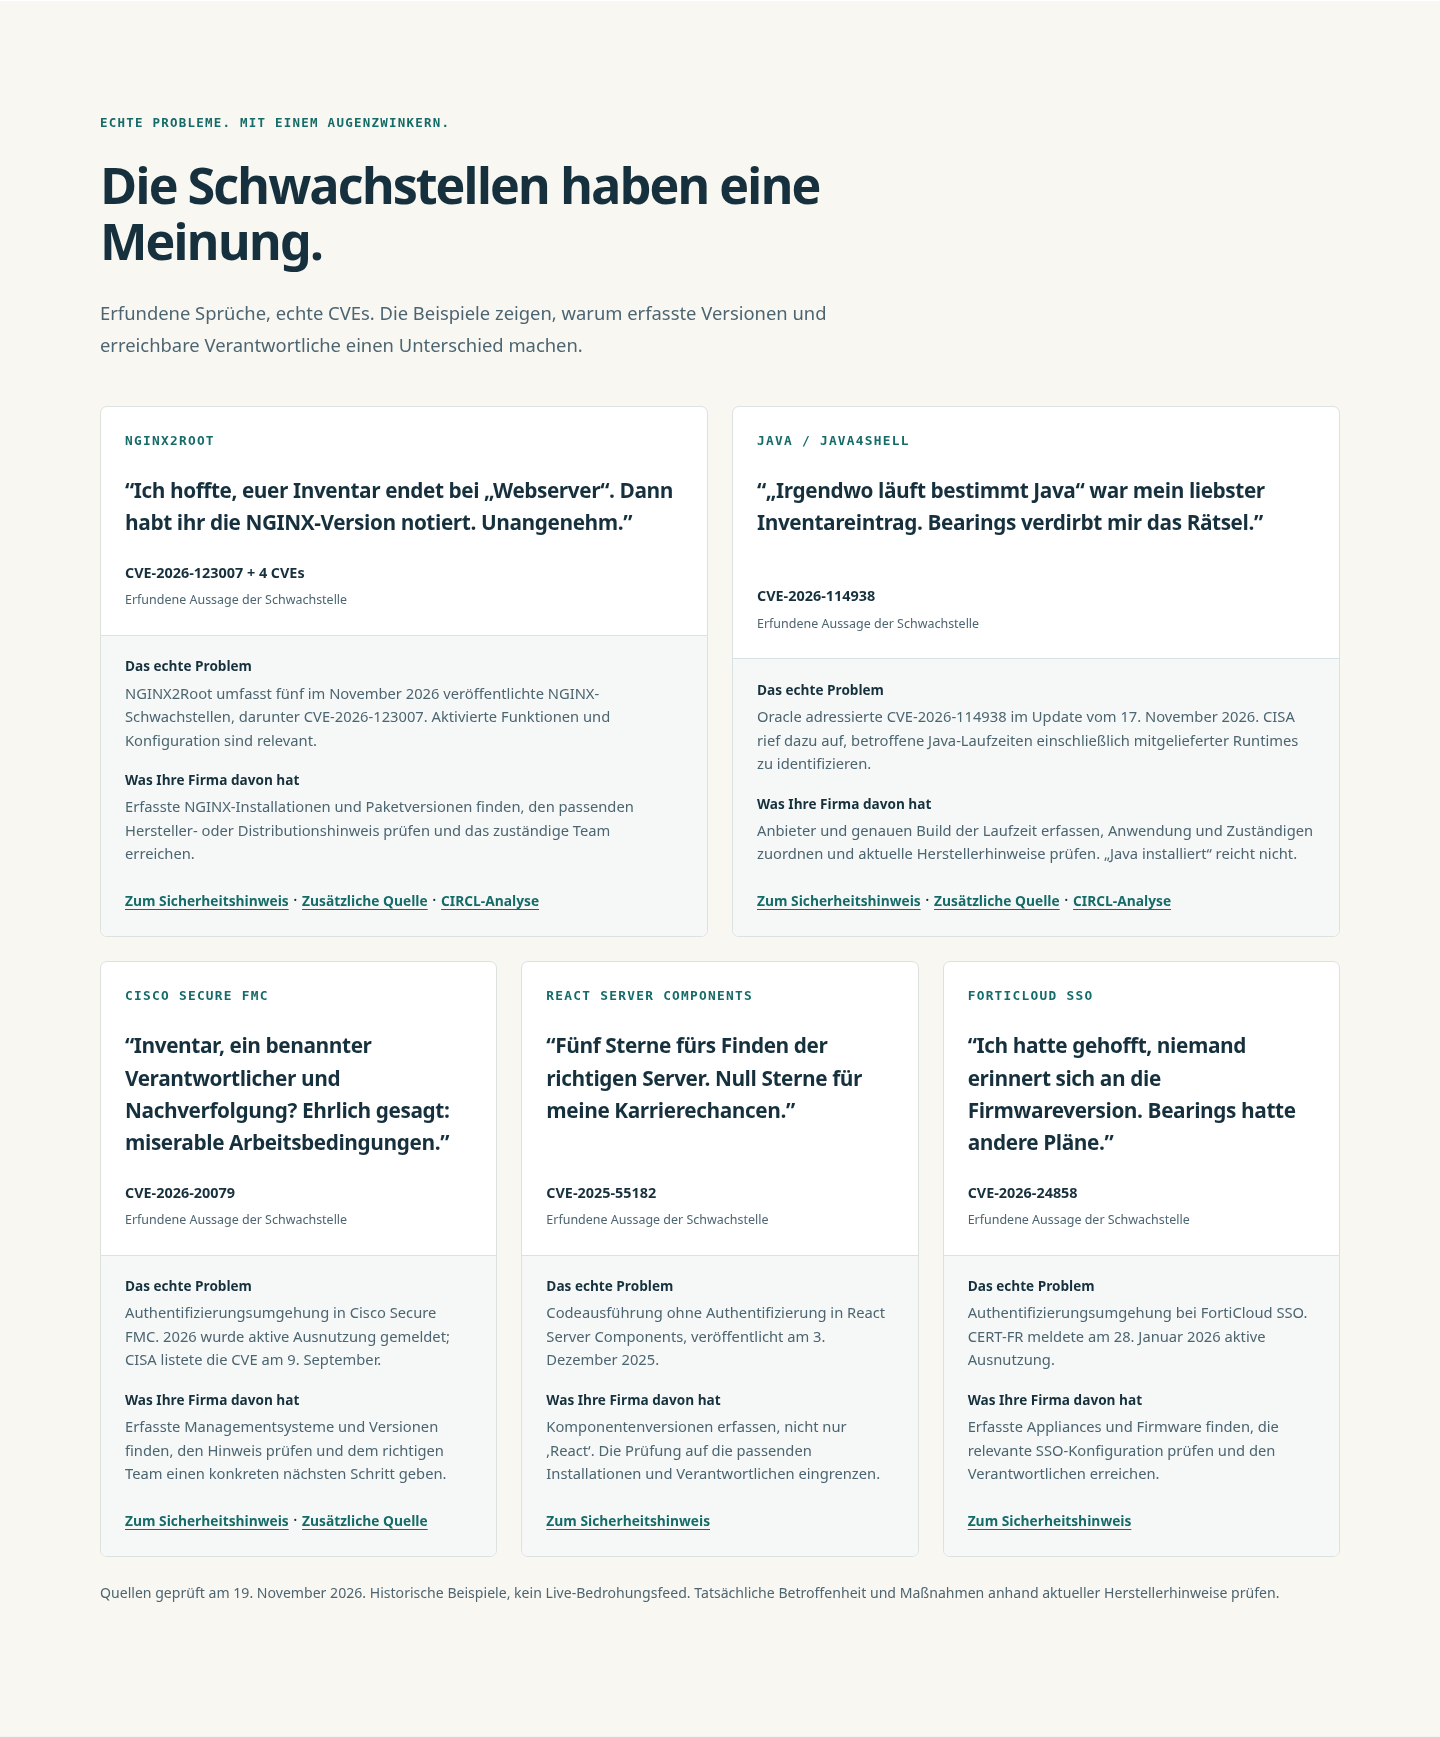 ECHTE PROBLEME. MIT EINEM AUGENZWINKERN.
Die Schwachstellen haben eine
Meinung.
Erfundene Sprüche, echte CVEs. Die Beispiele zeigen, warum erfasste Versionen und
erreichbare Verantwortliche einen Unterschied machen.
NGINX2ROOT
“Ich hoffte, euer Inventar endet bei „Webserver“. Dann
habt ihr die NGINX-Version notiert. Unangenehm.”
CVE-2026-123007 + 4 CVEs
Erfundene Aussage der Schwachstelle
Das echte Problem
NGINX2Root umfasst fünf im November 2026 veröffentlichte NGINX-
Schwachstellen, darunter CVE-2026-123007. Aktivierte Funktionen und
Konfiguration sind relevant.
Was Ihre Firma davon hat
Erfasste NGINX-Installationen und Paketversionen finden, den passenden
Hersteller- oder Distributionshinweis prüfen und das zuständige Team
erreichen.
Zum Sicherheitshinweis · Zusätzliche Quelle · CIRCL-Analyse
JAVA / JAVA4SHELL
“„Irgendwo läuft bestimmt Java“ war mein liebster
Inventareintrag. Bearings verdirbt mir das Rätsel.”
CVE-2026-114938
Erfundene Aussage der Schwachstelle
Das echte Problem
Oracle adressierte CVE-2026-114938 im Update vom 17. November 2026. CISA
rief dazu auf, betroffene Java-Laufzeiten einschließlich mitgelieferter Runtimes
zu identifizieren.
Was Ihre Firma davon hat
Anbieter und genauen Build der Laufzeit erfassen, Anwendung und Zuständigen
zuordnen und aktuelle Herstellerhinweise prüfen. „Java installiert“ reicht nicht.
Zum Sicherheitshinweis · Zusätzliche Quelle · CIRCL-Analyse
CISCO SECURE FMC
“Inventar, ein benannter
Verantwortlicher und
Nachverfolgung? Ehrlich gesagt:
miserable Arbeitsbedingungen.”
CVE-2026-20079
Erfundene Aussage der Schwachstelle
Das echte Problem
Authentifizierungsumgehung in Cisco Secure
FMC. 2026 wurde aktive Ausnutzung gemeldet;
CISA listete die CVE am 9. September.
Was Ihre Firma davon hat
Erfasste Managementsysteme und Versionen
finden, den Hinweis prüfen und dem richtigen
Team einen konkreten nächsten Schritt geben.
Zum Sicherheitshinweis · Zusätzliche Quelle
REACT SERVER COMPONENTS
“Fünf Sterne fürs Finden der
richtigen Server. Null Sterne für
meine Karrierechancen.”
CVE-2025-55182
Erfundene Aussage der Schwachstelle
Das echte Problem
Codeausführung ohne Authentifizierung in React
Server Components, veröffentlicht am 3.
Dezember 2025.
Was Ihre Firma davon hat
Komponentenversionen erfassen, nicht nur
‚React‘. Die Prüfung auf die passenden
Installationen und Verantwortlichen eingrenzen.
Zum Sicherheitshinweis
FORTICLOUD SSO
“Ich hatte gehofft, niemand
erinnert sich an die
Firmwareversion. Bearings hatte
andere Pläne.”
CVE-2026-24858
Erfundene Aussage der Schwachstelle
Das echte Problem
Authentifizierungsumgehung bei FortiCloud SSO.
CERT-FR meldete am 28. Januar 2026 aktive
Ausnutzung.
Was Ihre Firma davon hat
Erfasste Appliances und Firmware finden, die
relevante SSO-Konfiguration prüfen und den
Verantwortlichen erreichen.
Zum Sicherheitshinweis
Quellen geprüft am 19. November 2026. Historische Beispiele, kein Live-Bedrohungsfeed. Tatsächliche Betroffenheit und Maßnahmen anhand aktueller Herstellerhinweise prüfen.